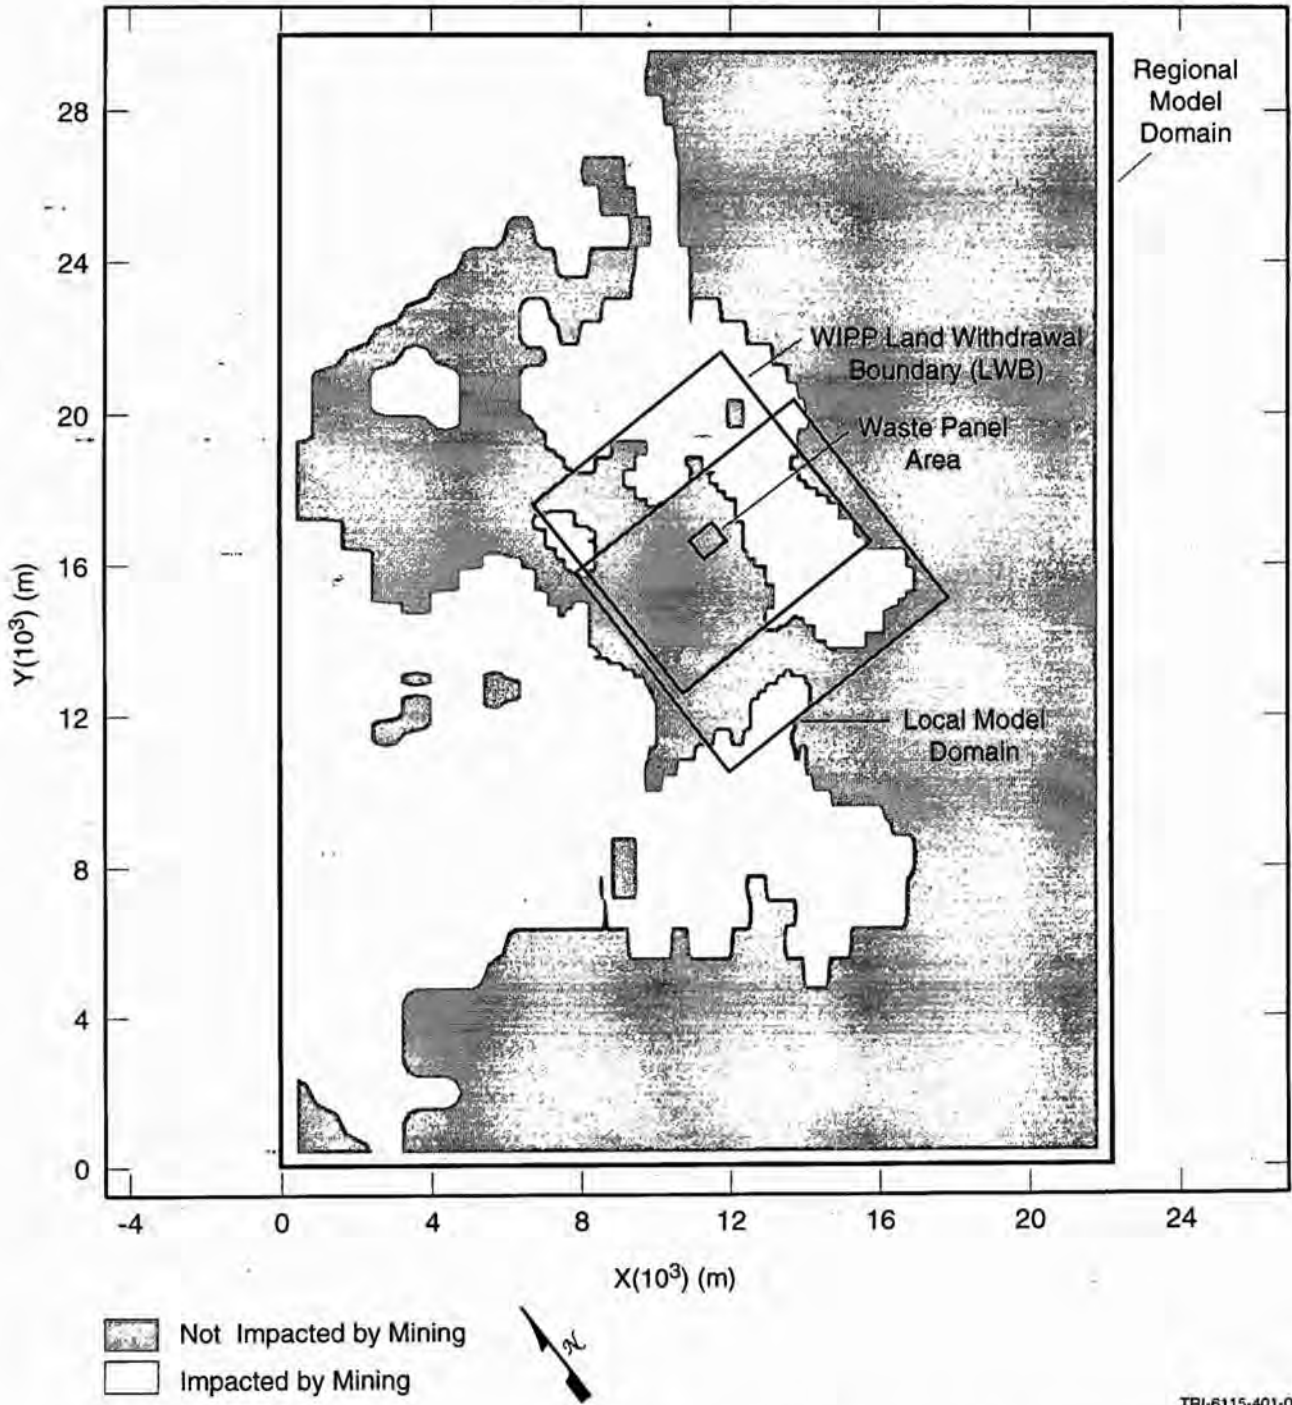 Regional
Model
Domain
28
24
WIPP Land Withdrawal
Boundary (LWB)
20
Waste Panel
Area
16
Y(10³) (m)
12
Local Model
Domain
8
4
0
-4 0 4 8 12 16 20 24
X(10³) (m)
Not Impacted by Mining
N
Impacted by Mining
TRI-6115-401-0